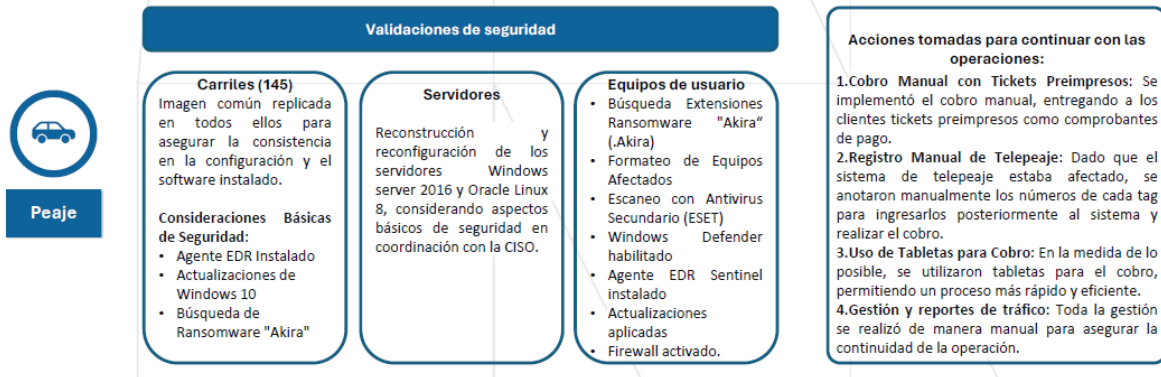 Validaciones de seguridad
Peaje
Carriles (145)
Imagen común replicada
en todos ellos para
asegurar la consistencia
en la configuración y el
software instalado.
Consideraciones Básicas
de Seguridad:
• Agente EDR Instalado
• Actualizaciones de
Windows 10
• Búsqueda de
Ransomware "Akira"
Servidores
Reconstrucción y
reconfiguración de los
servidores Windows
server 2016 y Oracle Linux
8, considerando aspectos
básicos de seguridad en
coordinación con la CISO.
Equipos de usuario
• Búsqueda Extensiones
Ransomware "Akira“
(.Akira)
• Formateo de Equipos
Afectados
• Escaneo con Antivirus
Secundario (ESET)
• Windows Defender
habilitado
• Agente EDR Sentinel
instalado
• Actualizaciones
aplicadas
• Firewall activado.
Acciones tomadas para continuar con las
operaciones:
1.Cobro Manual con Tickets Preimpresos: Se
implementó el cobro manual, entregando a los
clientes tickets preimpresos como comprobantes
de pago.
2.Registro Manual de Telepeaje: Dado que el
sistema de telepeaje estaba afectado, se
anotaron manualmente los números de cada tag
para ingresarlos posteriormente al sistema y
realizar el cobro.
3.Uso de Tabletas para Cobro: En la medida de lo
posible, se utilizaron tabletas para el cobro,
permitiendo un proceso más rápido y eficiente.
4.Gestión y reportes de tráfico: Toda la gestión
se realizó de manera manual para asegurar la
continuidad de la operación.